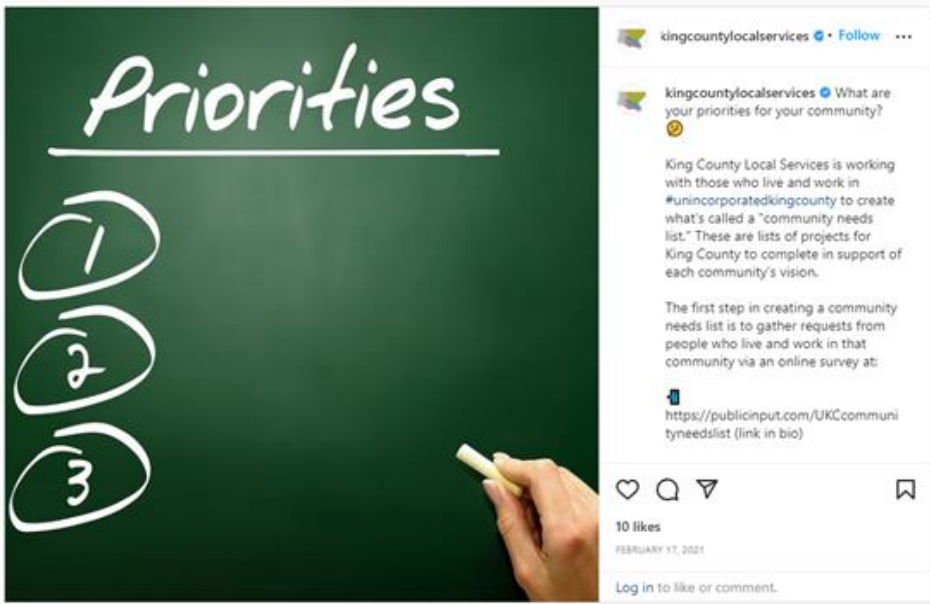 Priorities
1
2
3
kingcountylocalservices • Follow •••
kingcountylocalservices What are
your priorities for your community?
🤔
King County Local Services is working
with those who live and work in
#unincorporatedkingcounty to create
what's called a "community needs
list." These are lists of projects for
King County to complete in support of
each community's vision.
The first step in creating a community
needs list is to gather requests from
people who live and work in that
community via an online survey at:
📲
https://publicinput.com/UKCcommuni
tyneedslist (link in bio)
10 likes
FEBRUARY 17, 2021
Log in to like or comment.